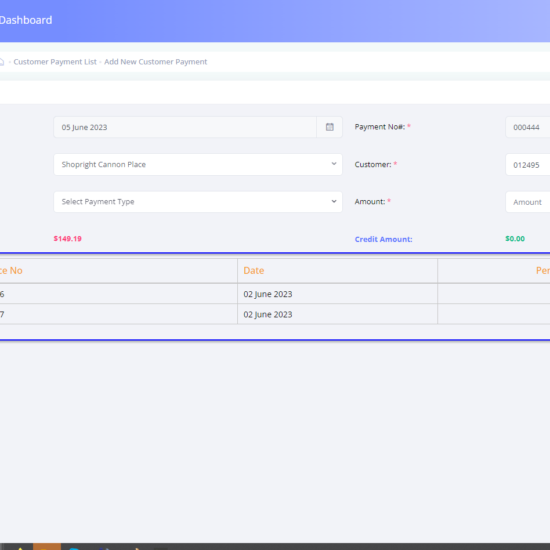 Dashboard
Customer Payment List - Add New Customer Payment
05 June 2023 Payment No#: * 000444
Shopright Cannon Place Customer: * 012495
Select Payment Type Amount: * Amount
$149.19 Credit Amount: $0.00
ce No Date Per
6 02 June 2023
7 02 June 2023